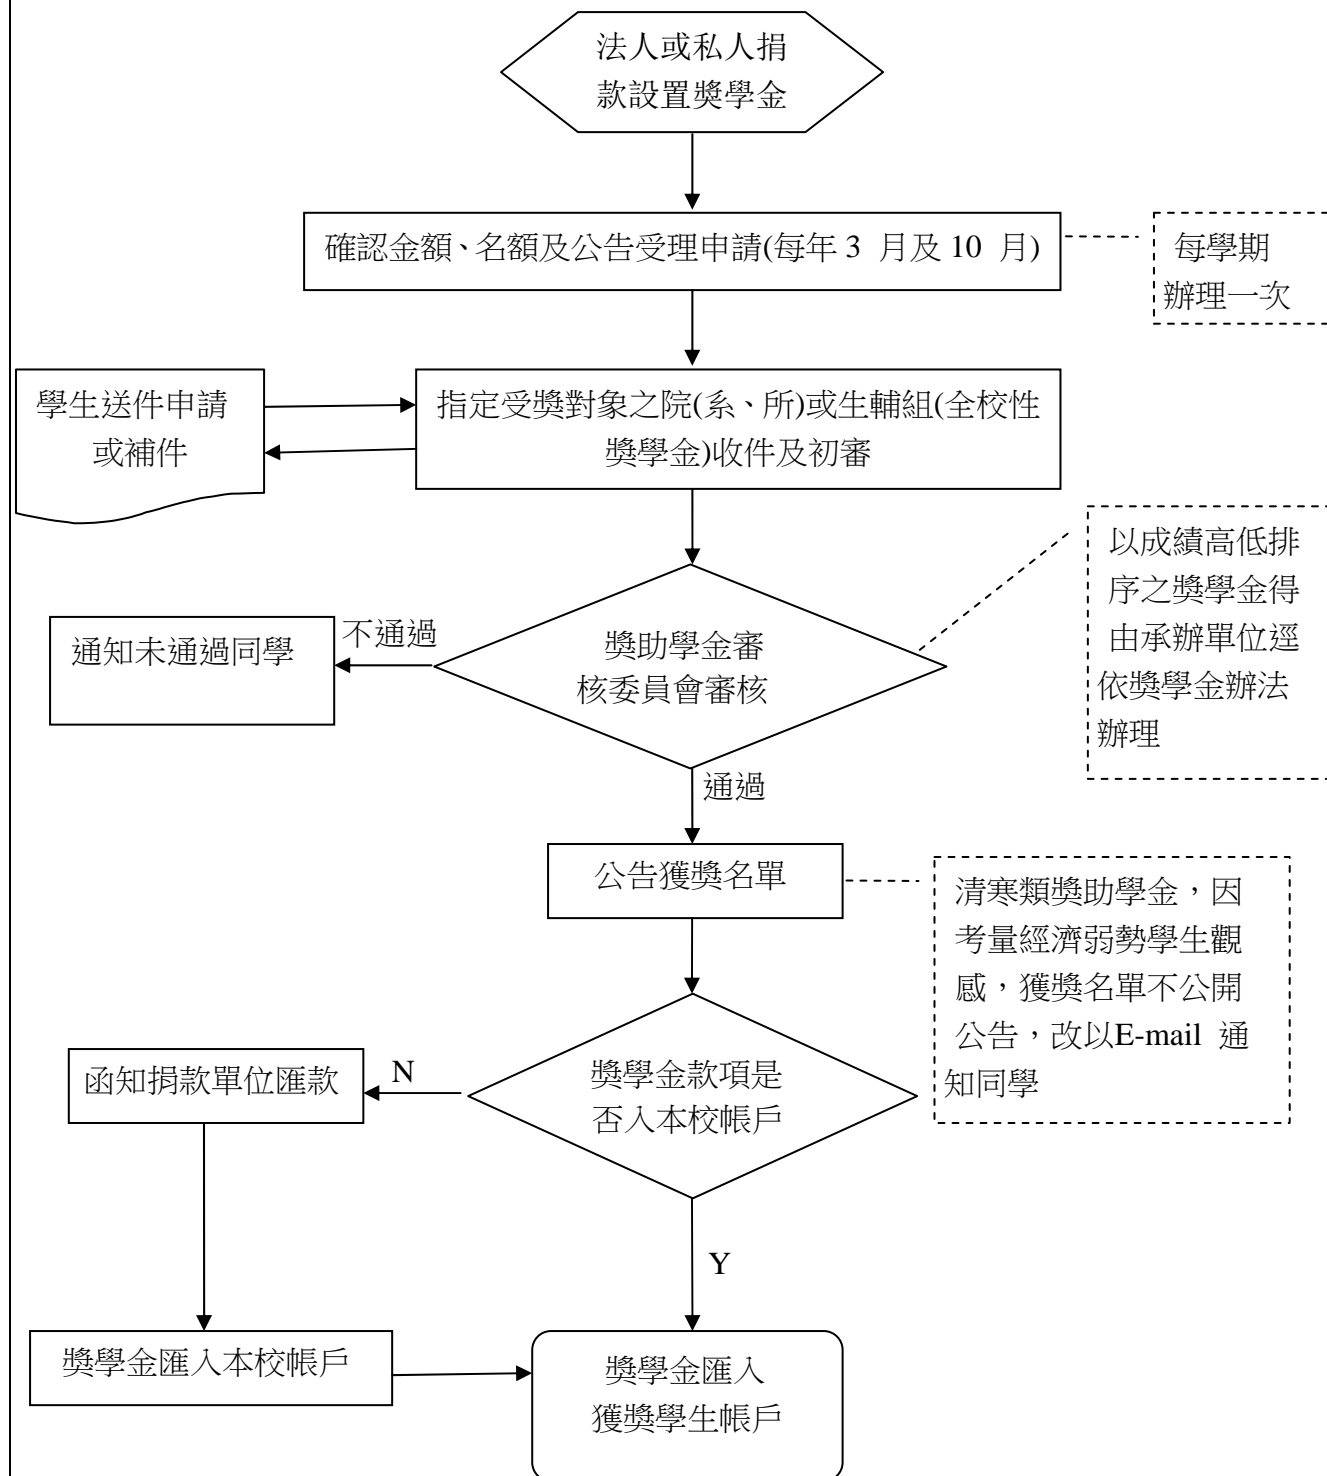 法人或私人捐
款設置獎學金
確認金額、名額及公告受理申請(每年 3 月及 10 月)
每學期
辦理一次
學生送件申請
或補件
指定受獎對象之院(系、所)或生輔組(全校性
獎學金)收件及初審
以成績高低排
序之獎學金得
由承辦單位逕
依獎學金辦法
辦理
獎助學金審
核委員會審核
不通過
通知未通過同學
通過
公告獲獎名單
清寒類獎助學金，因
考量經濟弱勢學生觀
感，獲獎名單不公開
公告，改以E-mail 通
知同學
獎學金款項是
否入本校帳戶
N
函知捐款單位匯款
Y
獎學金匯入本校帳戶
獎學金匯入
獲獎學生帳戶